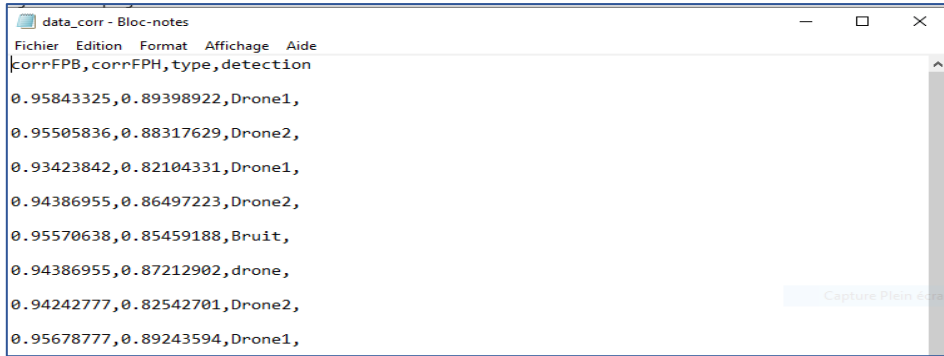 data_corr - Bloc-notes
Fichier Edition Format Affichage Aide
corrFPB,corrFPH,type,detection
0.95843325,0.89398922,Drone1,
0.95505836,0.88317629,Drone2,
0.93423842,0.82104331,Drone1,
0.94386955,0.86497223,Drone2,
0.95570638,0.85459188,Bruit,
0.94386955,0.87212902,drone,
0.94242777,0.82542701,Drone2,
Capture Plein
0.95678777,0.89243594,Drone1,